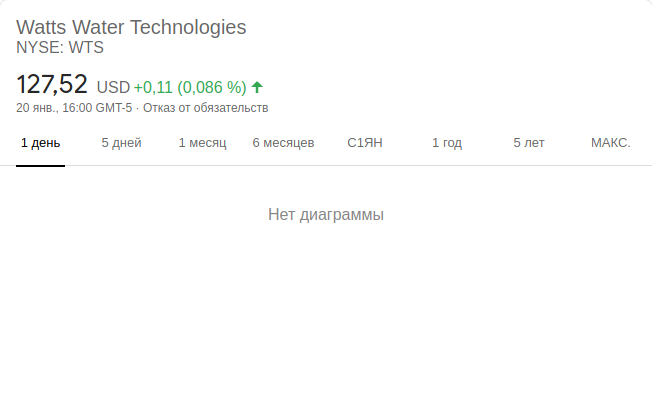 Watts Water Technologies
NYSE: WTS
127,52 USD +0,11 (0,086 %)
20 янв., 16:00 GMT-5 · Отказ от обязательств
1 день 5 дней 1 месяц 6 месяцев С1ЯН 1 год 5 лет МАКС.
Нет диаграммы